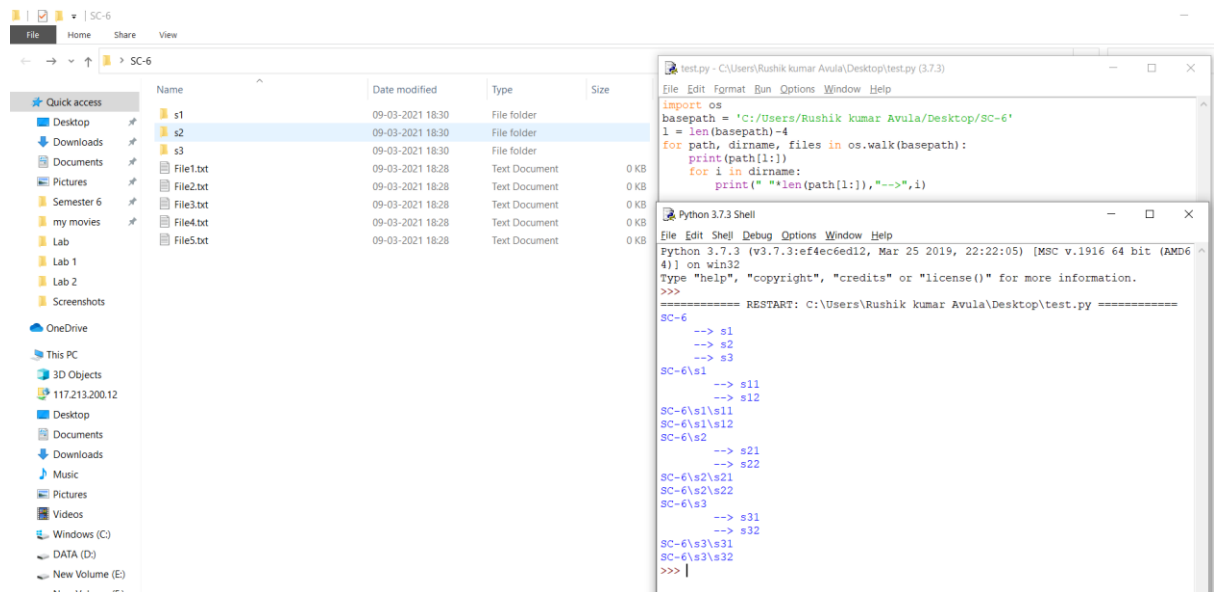 SC-6
File Home Share View
SC-6
Name Date modified Type Size
Quick access
Desktop
Downloads
Documents
Pictures
Semester 6
my movies
Lab
Lab 1
Lab 2
Screenshots
OneDrive
This PC
3D Objects
117.213.200.12
Desktop
Documents
Downloads
Music
Pictures
Videos
Windows (C:)
DATA (D:)
New Volume (E:)
s1 09-03-2021 18:30 File folder
s2 09-03-2021 18:30 File folder
s3 09-03-2021 18:30 File folder
File1.txt 09-03-2021 18:28 Text Document 0 KB
File2.txt 09-03-2021 18:28 Text Document 0 KB
File3.txt 09-03-2021 18:28 Text Document 0 KB
File4.txt 09-03-2021 18:28 Text Document 0 KB
File5.txt 09-03-2021 18:28 Text Document 0 KB
test.py - C:\Users\Rushik kumar Avula\Desktop\test.py (3.7.3)
File Edit Format Run Options Window Help
import os
basepath = 'C:/Users/Rushik kumar Avula/Desktop/SC-6'
l = len(basepath)-4
for path, dirname, files in os.walk(basepath):
    print(path[l:])
    for i in dirname:
        print(" "*len(path[l:]),"-->",i)
Python 3.7.3 Shell
File Edit Shell Debug Options Window Help
Python 3.7.3 (v3.7.3:ef4ec6ed12, Mar 25 2019, 22:22:05) [MSC v.1916 64 bit (AMD6
4)] on win32
Type "help", "copyright", "credits" or "license()" for more information.
>>>
============ RESTART: C:\Users\Rushik kumar Avula\Desktop\test.py ============
SC-6
     --> s1
     --> s2
     --> s3
SC-6\s1
        --> s11
        --> s12
SC-6\s1\s11
SC-6\s1\s12
SC-6\s2
        --> s21
        --> s22
SC-6\s2\s21
SC-6\s2\s22
SC-6\s3
        --> s31
        --> s32
SC-6\s3\s31
SC-6\s3\s32
>>>